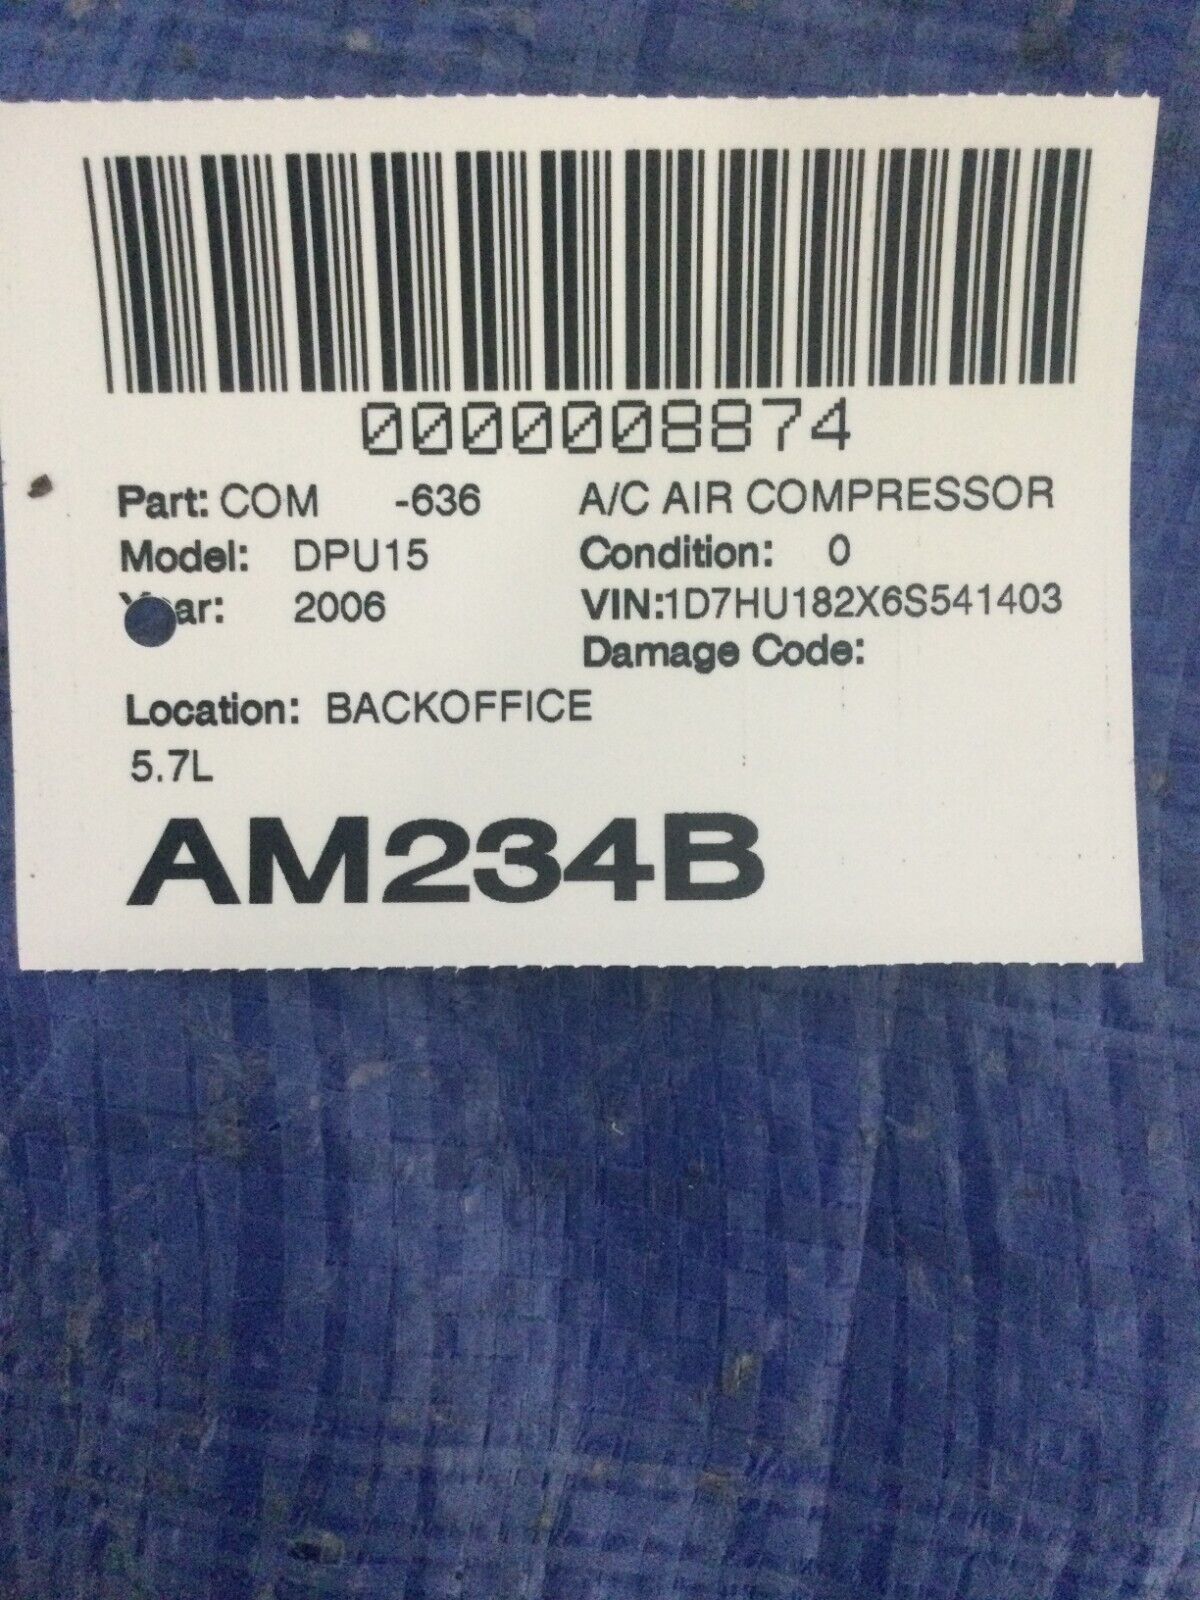 0000008874
Part: COM -636 A/C AIR COMPRESSOR
Model: DPU15 Condition: 0
Year: 2006 VIN:1D7HU182X6S541403
Damage Code:
Location: BACKOFFICE
5.7L
AM234B